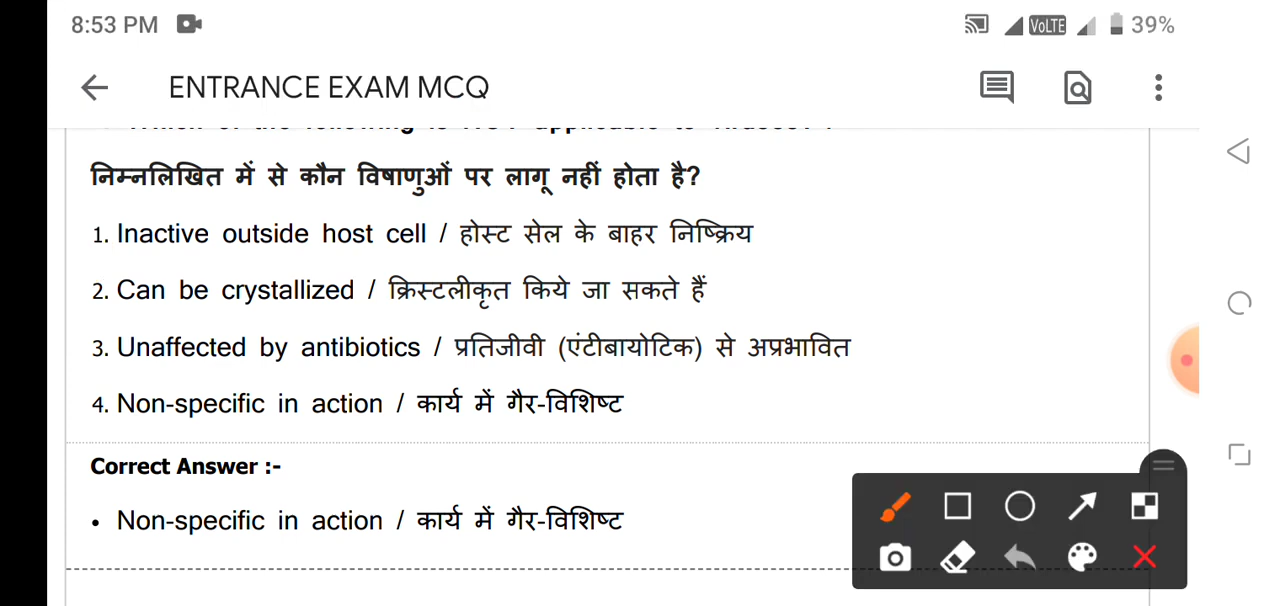 8:53 PM VoLTE 39%
ENTRANCE EXAM MCQ
निम्नलिखित में से कौन विषाणुओं पर लागू नहीं होता है?
1. Inactive outside host cell / होस्ट सेल के बाहर निष्क्रिय
2. Can be crystallized / क्रिस्टलीकृत किये जा सकते हैं
3. Unaffected by antibiotics / प्रतिजीवी (एंटीबायोटिक) से अप्रभावित
4. Non-specific in action / कार्य में गैर-विशिष्ट
Correct Answer :-
• Non-specific in action / कार्य में गैर-विशिष्ट